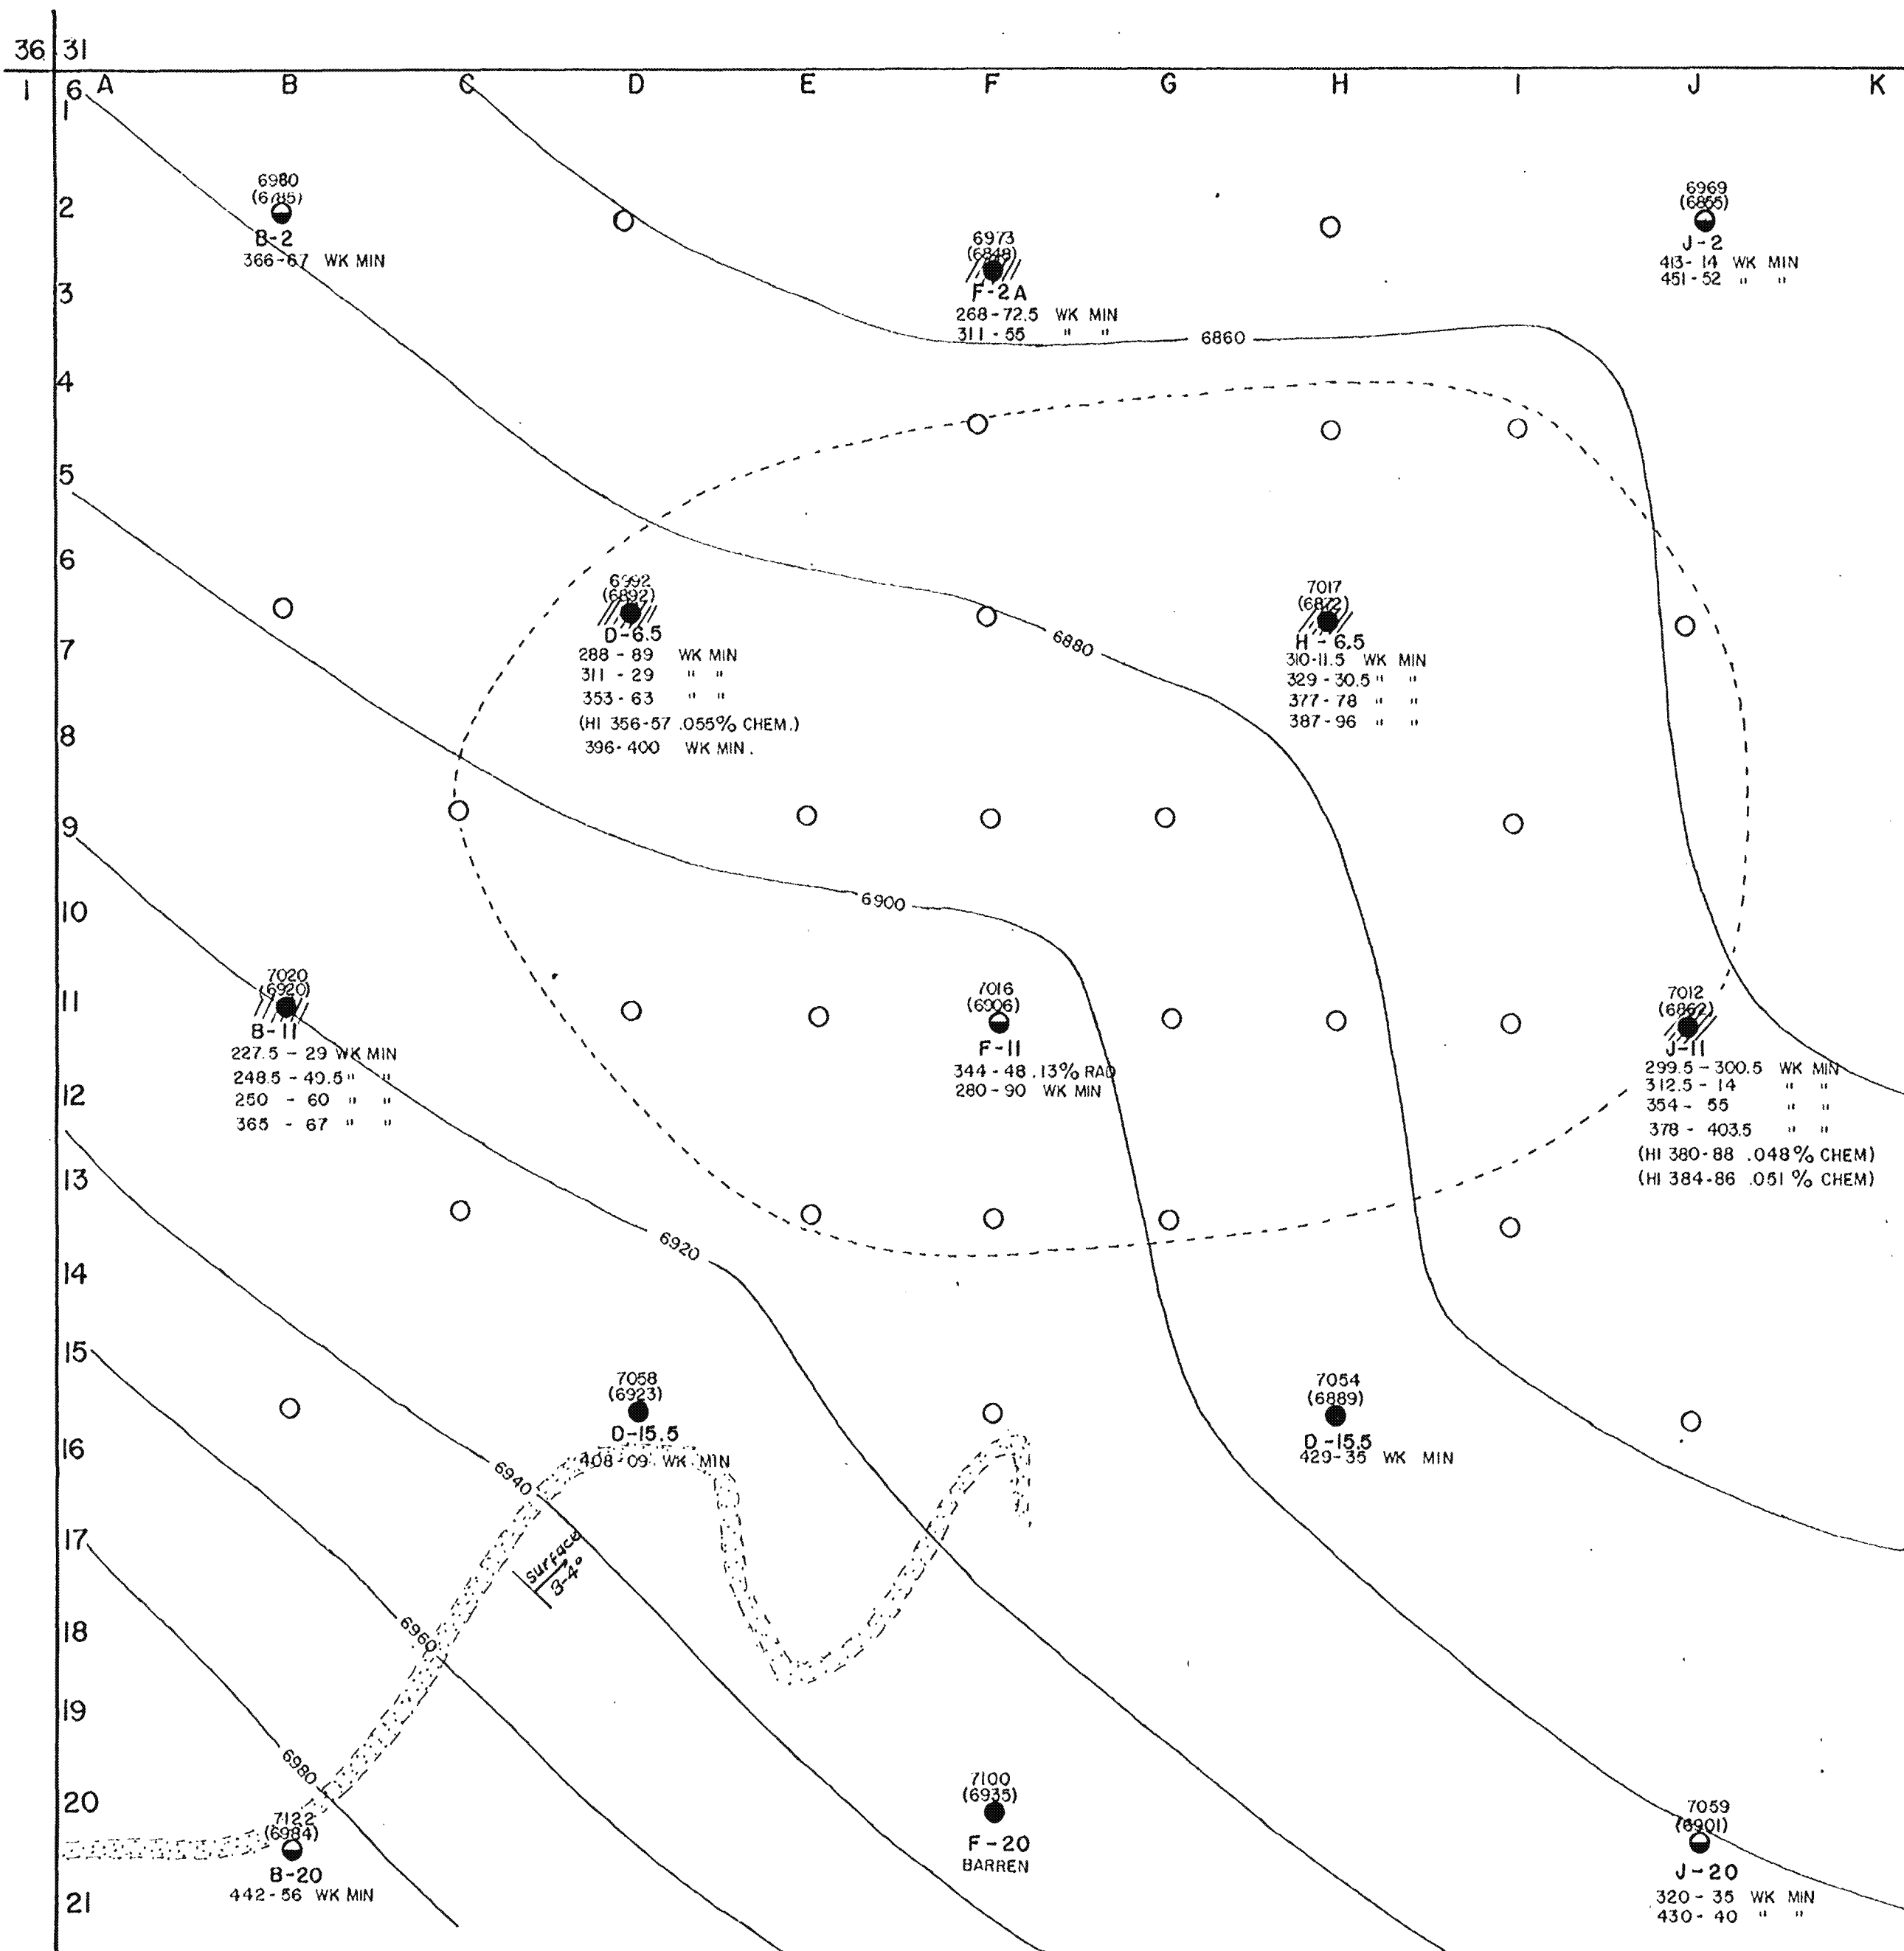 36 31
1 6 A B C D E F G H I J K
1
6980
(6785)
2
B-2
366-67 WK MIN
6973
(6848)
F-2A
268-72.5 WK MIN
311-55 " "
6969
(6855)
J-2
413-14 WK MIN
451-52 " "
3
6860
4
5
6
6992
(6892)
D-6.5
288-89 WK MIN
311-29 " "
353-63 " "
(HI 356-57 .055% CHEM.)
396-400 WK MIN.
7017
(6872)
H-6.5
310-11.5 WK MIN
329-30.5 " "
377-78 " "
387-96 " "
7
6880
8
9
6900
10
7020
(6920)
11
B-11
227.5-29 WK MIN
248.5-49.5 " "
250-60 " "
365-67 " "
7016
(6906)
F-11
344-48 .13% RAD
280-90 WK MIN
7012
(6862)
J-11
299.5-300.5 WK MIN
312.5-14 " "
354-55 " "
378-403.5 " "
(HI 380-88 .048% CHEM)
(HI 384-86 .051% CHEM)
12
13
6920
14
15
7058
(6923)
D-15.5
408-09 WK MIN
7054
(6889)
D-15.5
429-35 WK MIN
16
6940
17
surface
3-4°
18
6960
19
6980
20
7122
(6984)
B-20
442-56 WK MIN
7100
(6935)
F-20
BARREN
7059
(6901)
J-20
320-35 WK MIN
430-40 " "
21